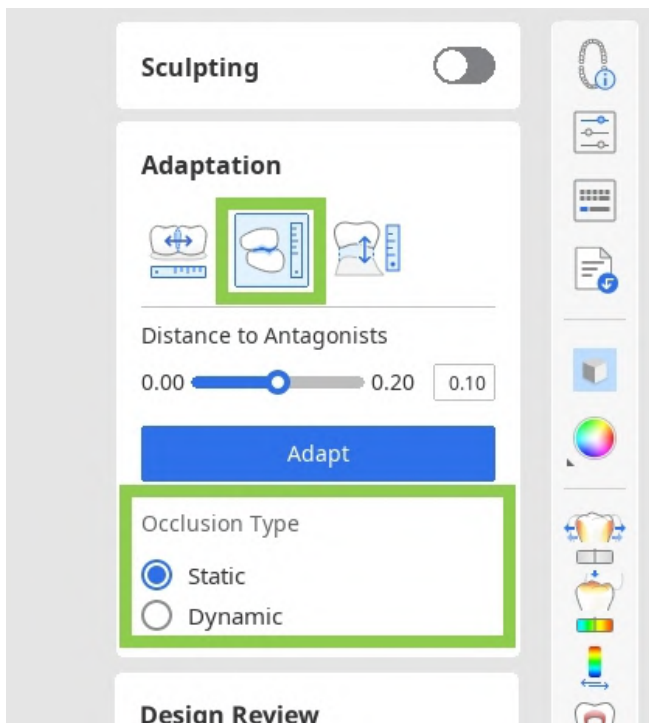 Sculpting
Adaptation
Distance to Antagonists
0.00 0.20 0.10
Adapt
Occlusion Type
Static
Dynamic
Design Review